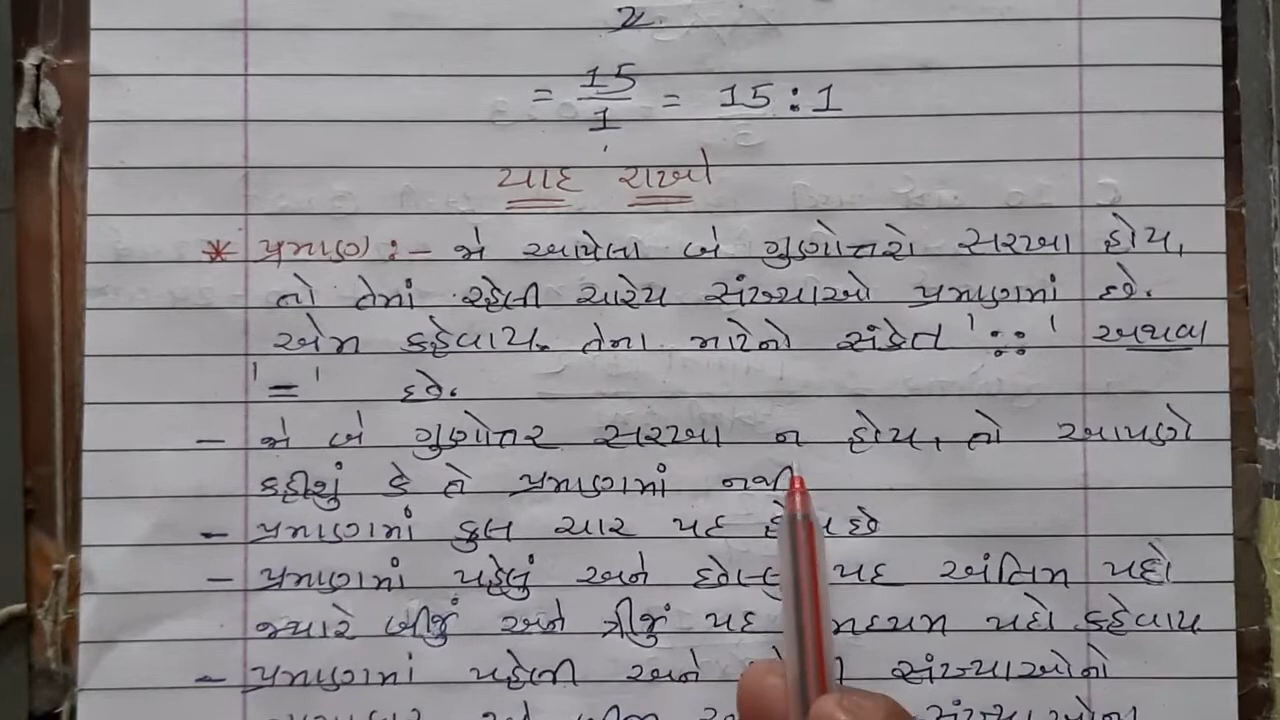 2
= 15/1 = 15 : 1
યાદ રાખો
* પ્રમાણ :- જો આપેલા બે ગુણોત્તરો સરખા હોય,
તો તેમાં રહેલી ચારેય સંખ્યાઓ પ્રમાણમાં છે.
એમ કહેવાય. તેના માટેનો સંકેત '::' અથવા
'=' છે.
- જો બે ગુણોત્તર સરખા ન હોય, તો આપણે
કહીશું કે તે પ્રમાણમાં નથી
- પ્રમાણમાં કુલ ચાર પદ છે
- પ્રમાણમાં પહેલું અને છેલ્લુ પદ અંતિમ પદો
જ્યારે બીજું અને ત્રીજું પદ મધ્યમ પદો કહેવાય
- પ્રમાણમાં પહેલી અને સંખ્યાઓનો